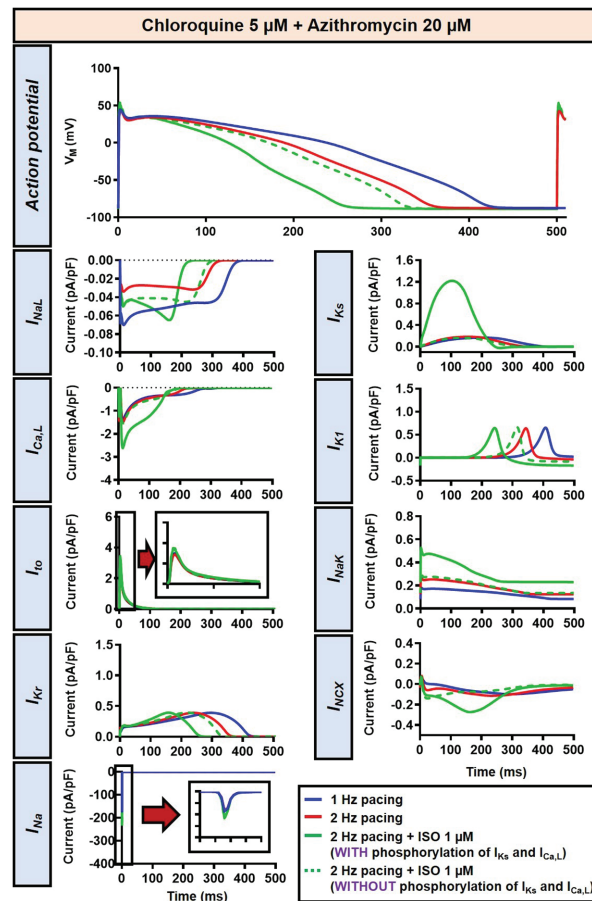 Chloroquine 5 µM + Azithromycin 20 µM
Action potential
V_M (mV)
100
50
0
-50
-100
0
100
200
300
400
500
I_NaL
Current (pA/pF)
0.00
-0.02
-0.04
-0.06
-0.08
-0.10
0 100 200 300 400 500
I_Ks
Current (pA/pF)
1.6
1.2
0.8
0.4
0.0
0 100 200 300 400 500
I_Ca,L
Current (pA/pF)
0
-1
-2
-3
-4
0 100 200 300 400 500
I_K1
Current (pA/pF)
1.5
1.0
0.5
0.0
-0.5
0 100 200 300 400 500
I_to
Current (pA/pF)
6
4
2
0
0 100 200 300 400 500
I_NaK
Current (pA/pF)
0.8
0.6
0.4
0.2
0.0
0 100 200 300 400 500
I_Kr
Current (pA/pF)
1.5
1.0
0.5
0.0
0 100 200 300 400 500
I_NCX
Current (pA/pF)
0.4
0.2
0.0
-0.2
-0.4
0 100 200 300 400 500
Time (ms)
I_Na
Current (pA/pF)
0
-100
-200
-300
-400
0 100 200 300 400 500
Time (ms)
1 Hz pacing
2 Hz pacing
2 Hz pacing + ISO 1 µM
(WITH phosphorylation of I_Ks and I_Ca,L)
2 Hz pacing + ISO 1 µM
(WITHOUT phosphorylation of I_Ks and I_Ca,L)